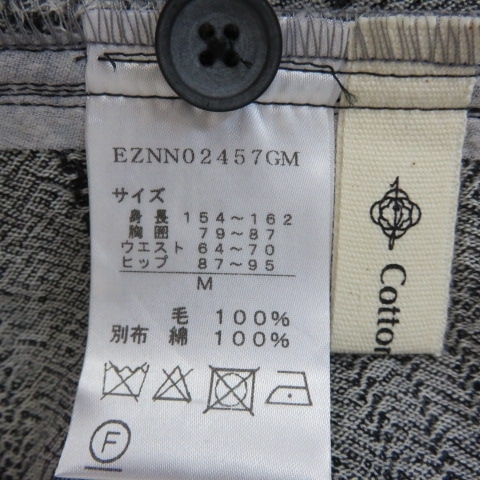 EZNN02457GM
サイズ
身長 154～162
胸囲 79～87
ウエスト 64～70
ヒップ 87～95
M
毛 100%
別布 綿 100%
F
Cotton